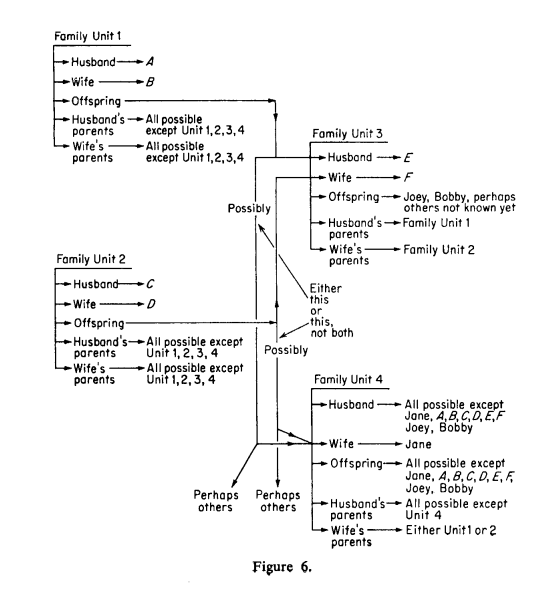 Family Unit 1
Husband A
Wife B
Offspring
Husband's All possible
parents except Unit 1,2,3,4
Wife's All possible
parents except Unit 1,2,3,4
Family Unit 3
Husband E
Wife F
Offspring Joey, Bobby, perhaps
others not known yet
Husband's Family Unit 1
parents
Wife's Family Unit 2
parents
Possibly
Either
this
or
this,
not both
Possibly
Family Unit 2
Husband C
Wife D
Offspring
Husband's All possible except
parents Unit 1, 2, 3, 4
Wife's All possible except
parents Unit 1, 2, 3, 4
Family Unit 4
Husband All possible except
Jane, A, B, C, D, E, F
Joey, Bobby
Wife Jane
Offspring All possible except
Jane, A, B, C, D, E, F,
Joey, Bobby
Husband's All possible except
parents Unit 4
Wife's Either Unit 1 or 2
parents
Perhaps
others
Perhaps
others
Figure 6.